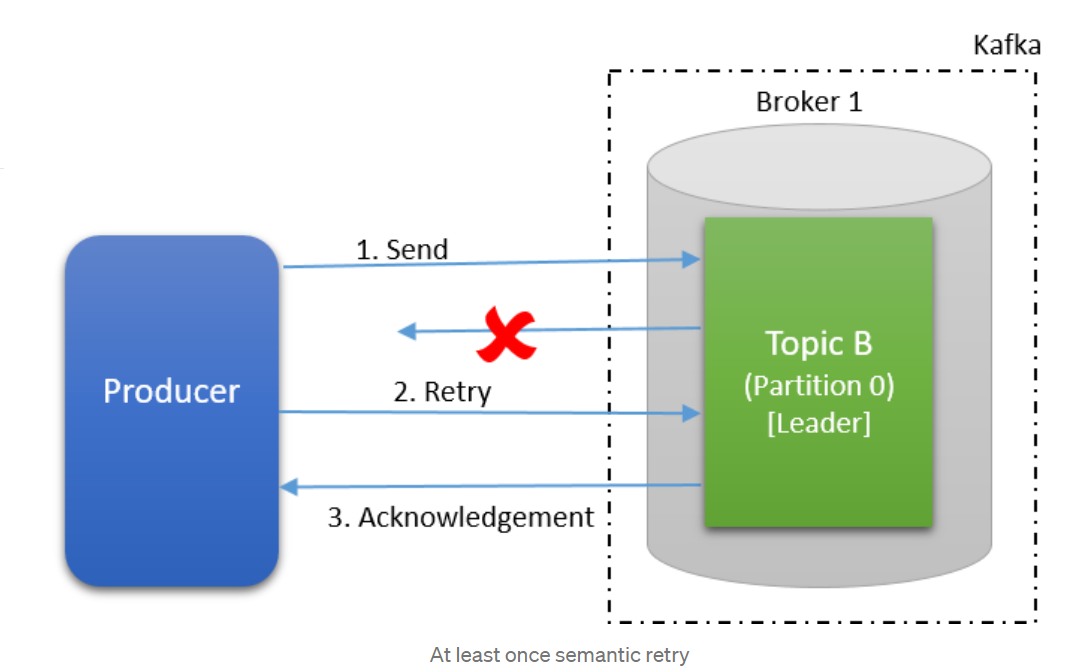 Kafka
Broker 1
1. Send
Producer
2. Retry
Topic B
(Partition 0)
[Leader]
3. Acknowledgement
At least once semantic retry